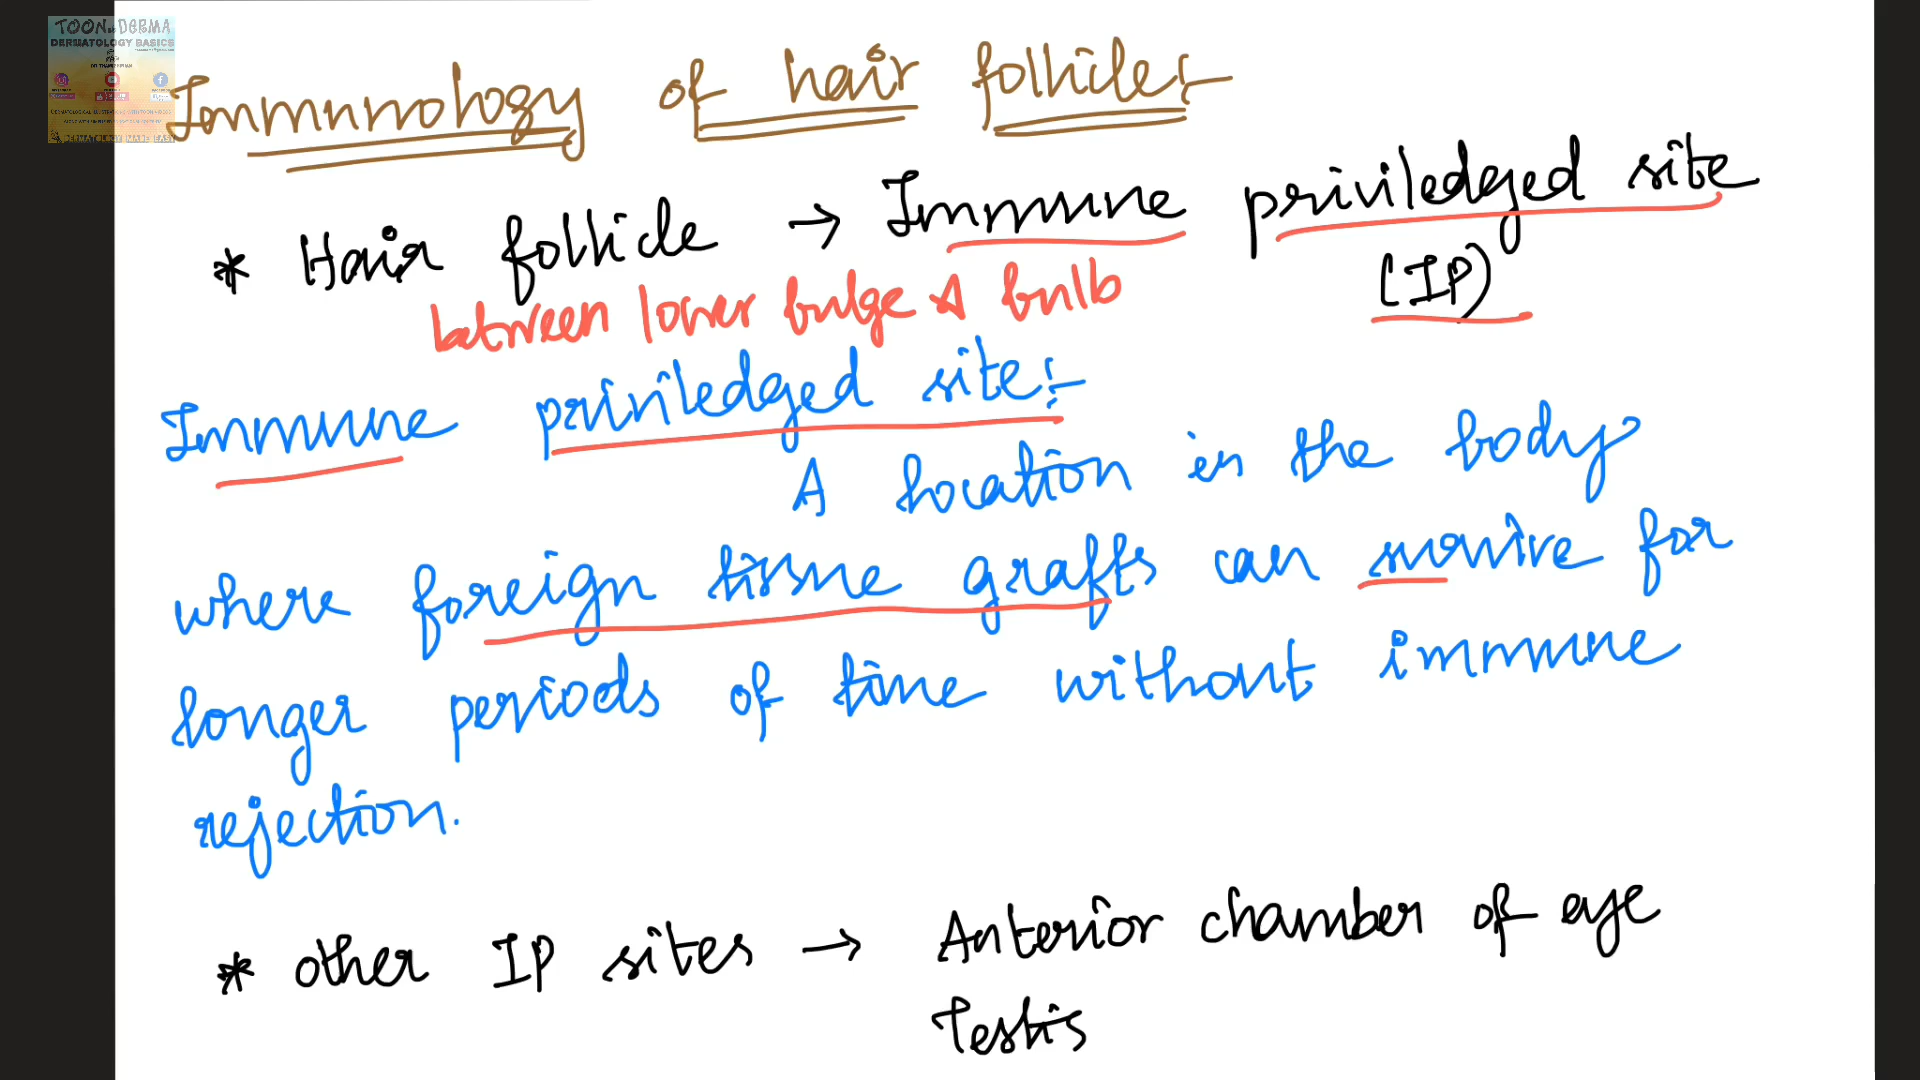 TOON Derma
DERMATOLOGY BASICS
Immunology of hair follicle:-
* Hair follicle → Immune priviledged site
(IP)
between lower bulge & bulb
Immune priviledged site:-
A location in the body
where foreign tissue grafts can survive for
longer periods of time without immune
rejection.
* other IP sites → Anterior chamber of eye
Testis